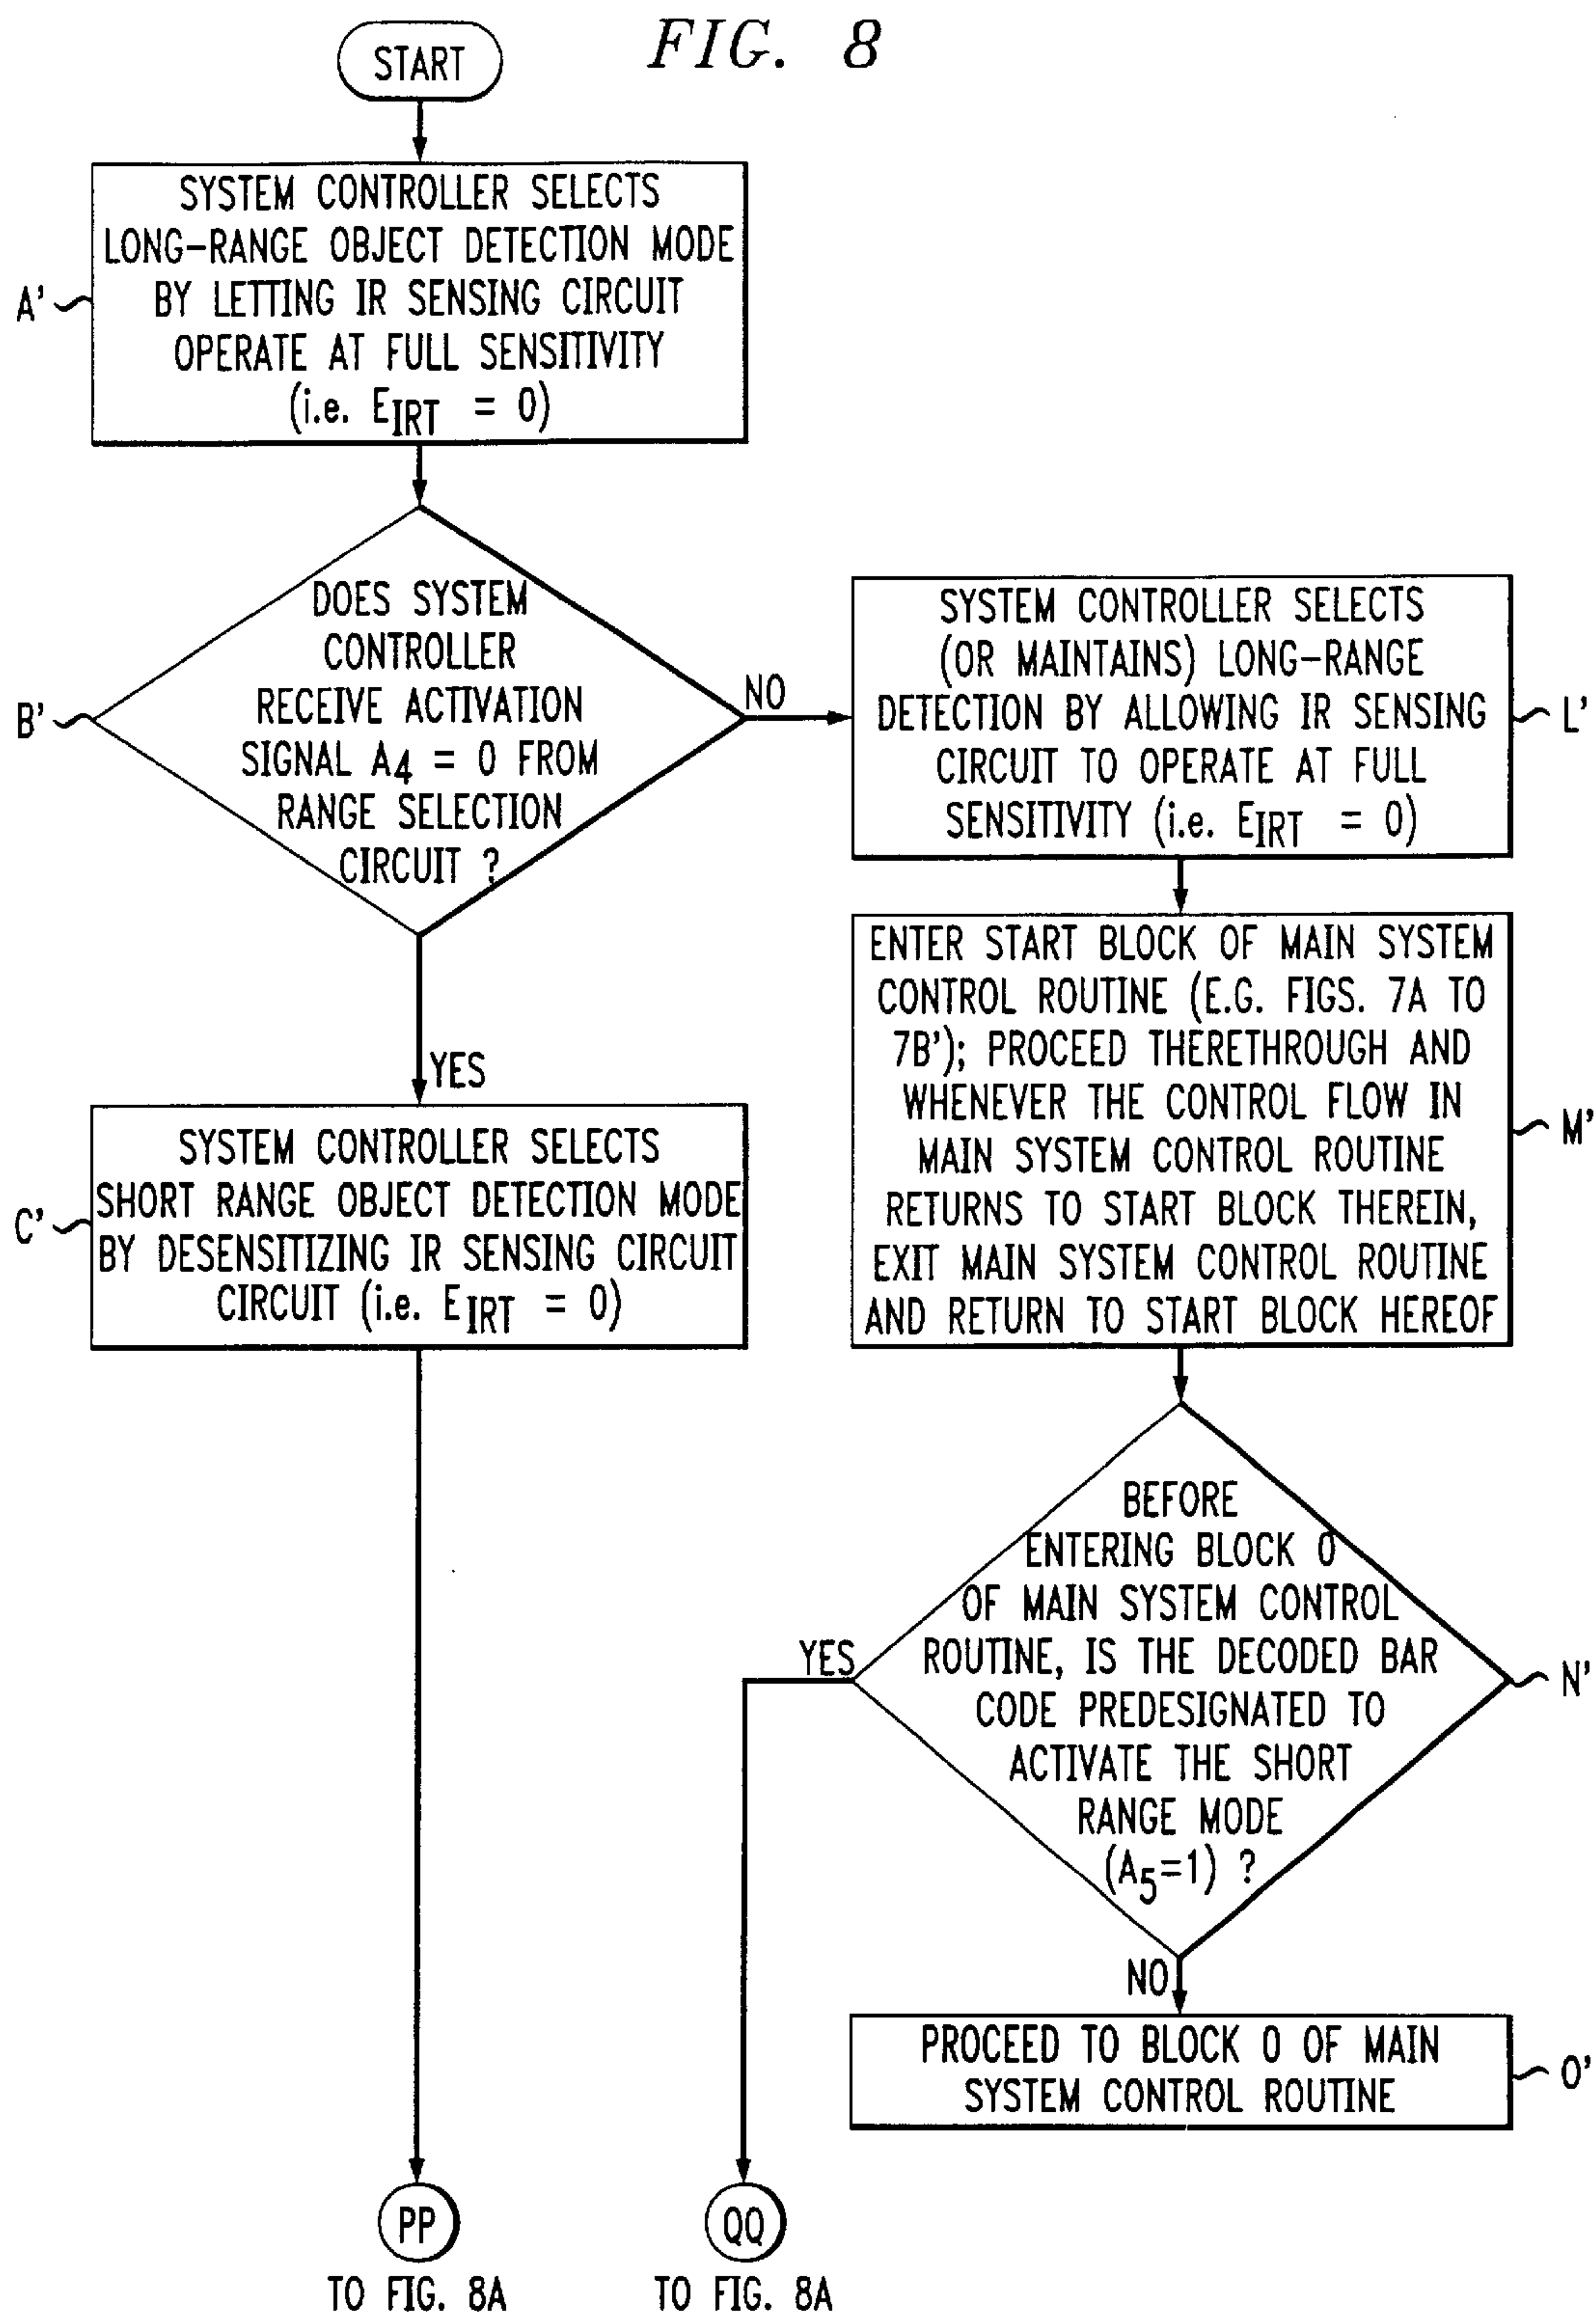 FIG. 8
START
SYSTEM CONTROLLER SELECTS
LONG-RANGE OBJECT DETECTION MODE
BY LETTING IR SENSING CIRCUIT
OPERATE AT FULL SENSITIVITY
(i.e. EIRT = 0)
A'
DOES SYSTEM
CONTROLLER
RECEIVE ACTIVATION
SIGNAL A4 = 0 FROM
RANGE SELECTION
CIRCUIT ?
B'
NO
YES
SYSTEM CONTROLLER SELECTS
SHORT RANGE OBJECT DETECTION MODE
BY DESENSITIZING IR SENSING CIRCUIT
CIRCUIT (i.e. EIRT = 0)
C'
PP
TO FIG. 8A
SYSTEM CONTROLLER SELECTS
(OR MAINTAINS) LONG-RANGE
DETECTION BY ALLOWING IR SENSING
CIRCUIT TO OPERATE AT FULL
SENSITIVITY (i.e. EIRT = 0)
L'
ENTER START BLOCK OF MAIN SYSTEM
CONTROL ROUTINE (E.G. FIGS. 7A TO
7B'); PROCEED THERETHROUGH AND
WHENEVER THE CONTROL FLOW IN
MAIN SYSTEM CONTROL ROUTINE
RETURNS TO START BLOCK THEREIN,
EXIT MAIN SYSTEM CONTROL ROUTINE
AND RETURN TO START BLOCK HEREOF
M'
BEFORE
ENTERING BLOCK O
OF MAIN SYSTEM CONTROL
ROUTINE, IS THE DECODED BAR
CODE PREDESIGNATED TO
ACTIVATE THE SHORT
RANGE MODE
(A5=1) ?
N'
YES
NO
PROCEED TO BLOCK O OF MAIN
SYSTEM CONTROL ROUTINE
O'
QQ
TO FIG. 8A